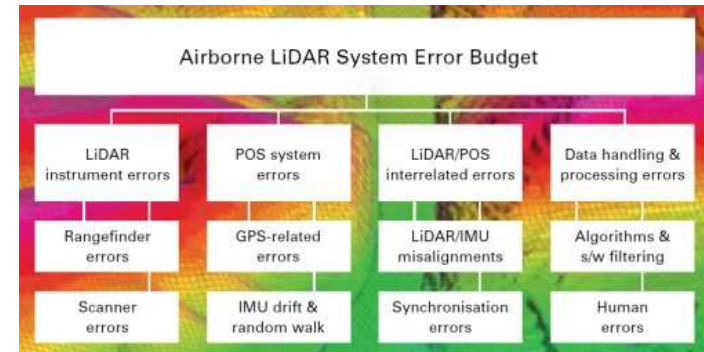 Airborne LiDAR System Error Budget
LiDAR
instrument errors
POS system
errors
LiDAR/POS
interrelated errors
Data handling &
processing errors
Rangefinder
errors
GPS-related
errors
LiDAR/IMU
misalignments
Algorithms &
s/w filtering
Scanner
errors
IMU drift &
random walk
Synchronisation
errors
Human
errors